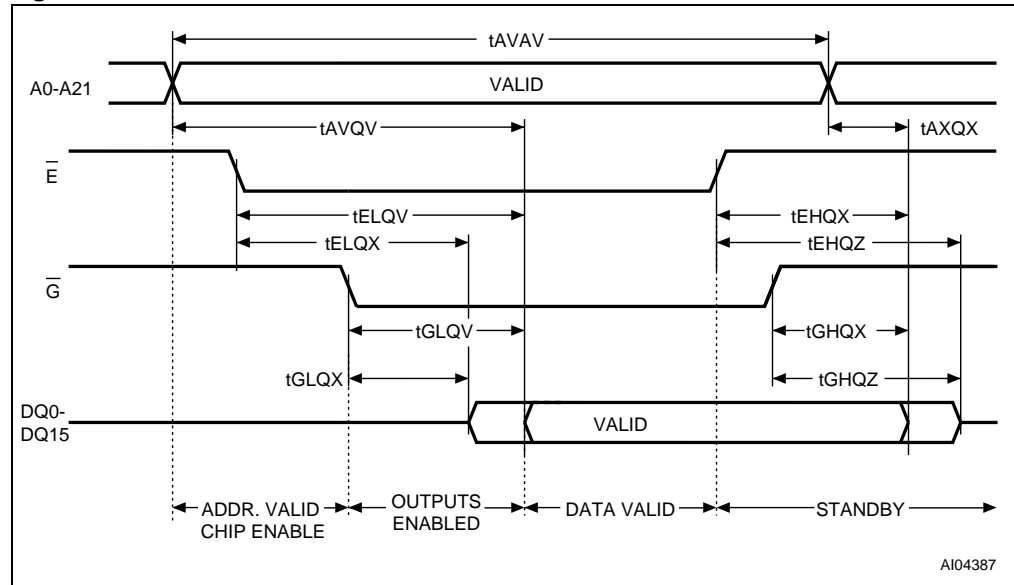 tAVAV
A0-A21
VALID
tAVQV
tAXQX
E
tELQV
tEHQX
tELQX
tEHQZ
G
tGLQV
tGHQX
tGLQX
tGHQZ
DQ0-
DQ15
VALID
ADDR. VALID
CHIP ENABLE
OUTPUTS
ENABLED
DATA VALID
STANDBY
AI04387